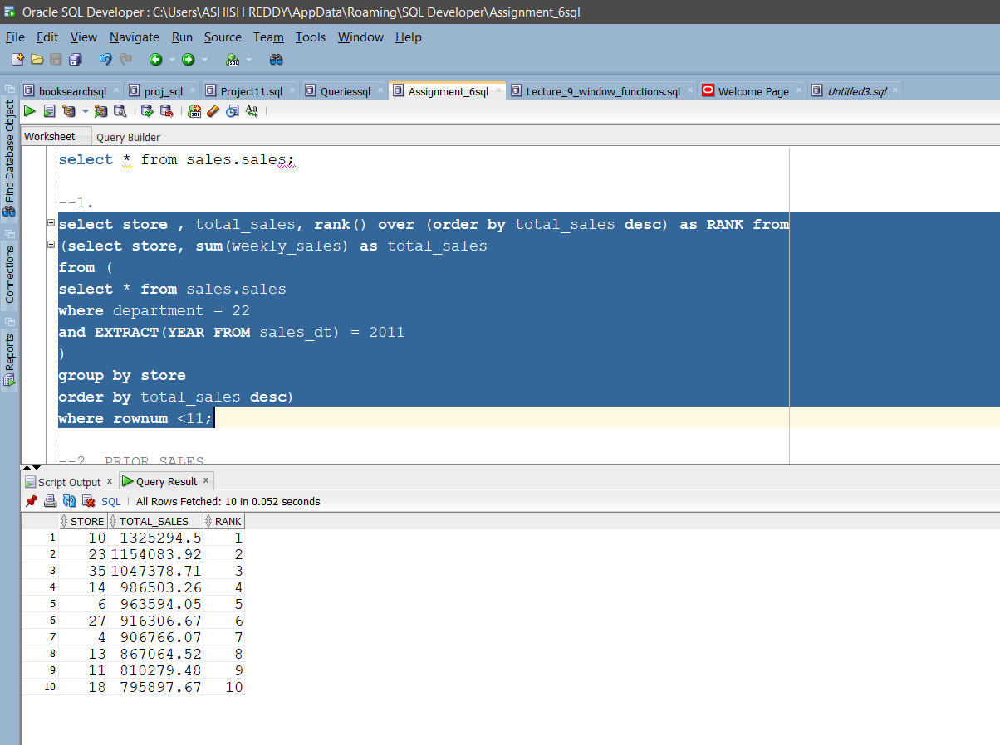 Oracle SQL Developer : C:\Users\ASHISH REDDY\AppData\Roaming\SQL Developer\Assignment_6sql
File Edit View Navigate Run Source Team Tools Window Help
booksearchsql × proj_sql × Project11.sql × Queriessql × Assignment_6sql × Lecture_9_window_functions.sql × Welcome Page × Untitled3.sql ×
Find Database Object
Connections
Reports
Worksheet Query Builder
select * from sales.sales;
--1.
select store , total_sales, rank() over (order by total_sales desc) as RANK from
(select store, sum(weekly_sales) as total_sales
from (
select * from sales.sales
where department = 22
and EXTRACT(YEAR FROM sales_dt) = 2011
)
group by store
order by total_sales desc)
where rownum <11;
--2. PRIOR SALES
Script Output × Query Result ×
SQL | All Rows Fetched: 10 in 0.052 seconds
STORE TOTAL_SALES RANK
1 10 1325294.5 1
2 23 1154083.92 2
3 35 1047378.71 3
4 14 986503.26 4
5 6 963594.05 5
6 27 916306.67 6
7 4 906766.07 7
8 13 867064.52 8
9 11 810279.48 9
10 18 795897.67 10